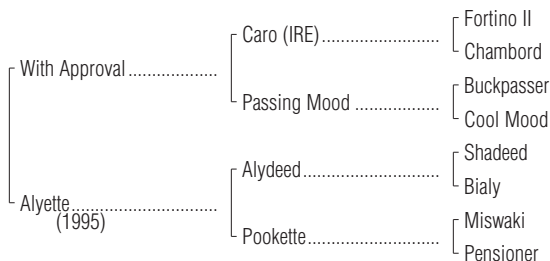 Fortino II
Caro (IRE)....................................
Chambord
With Approval.....................
Buckpasser
Passing Mood ..........................
Cool Mood
Shadeed
Alydeed..........................................
Bialy
Alyette....................................
(1995)
Miswaki
Pookette........................................
Pensioner